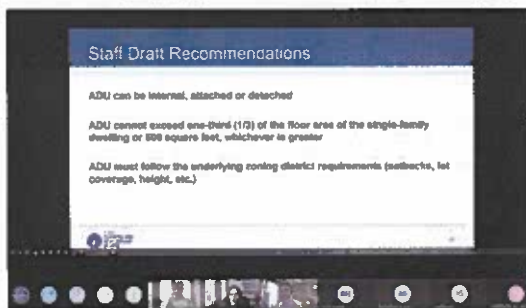 Staff Draft Recommendations
ADU can be internal, attached or detached
ADU cannot exceed one-third (1/3) of the floor area of the single-family
dwelling or 600 square feet, whichever is greater
ADU must follow the underlying zoning district requirements (setbacks, lot
coverage, height, etc.)